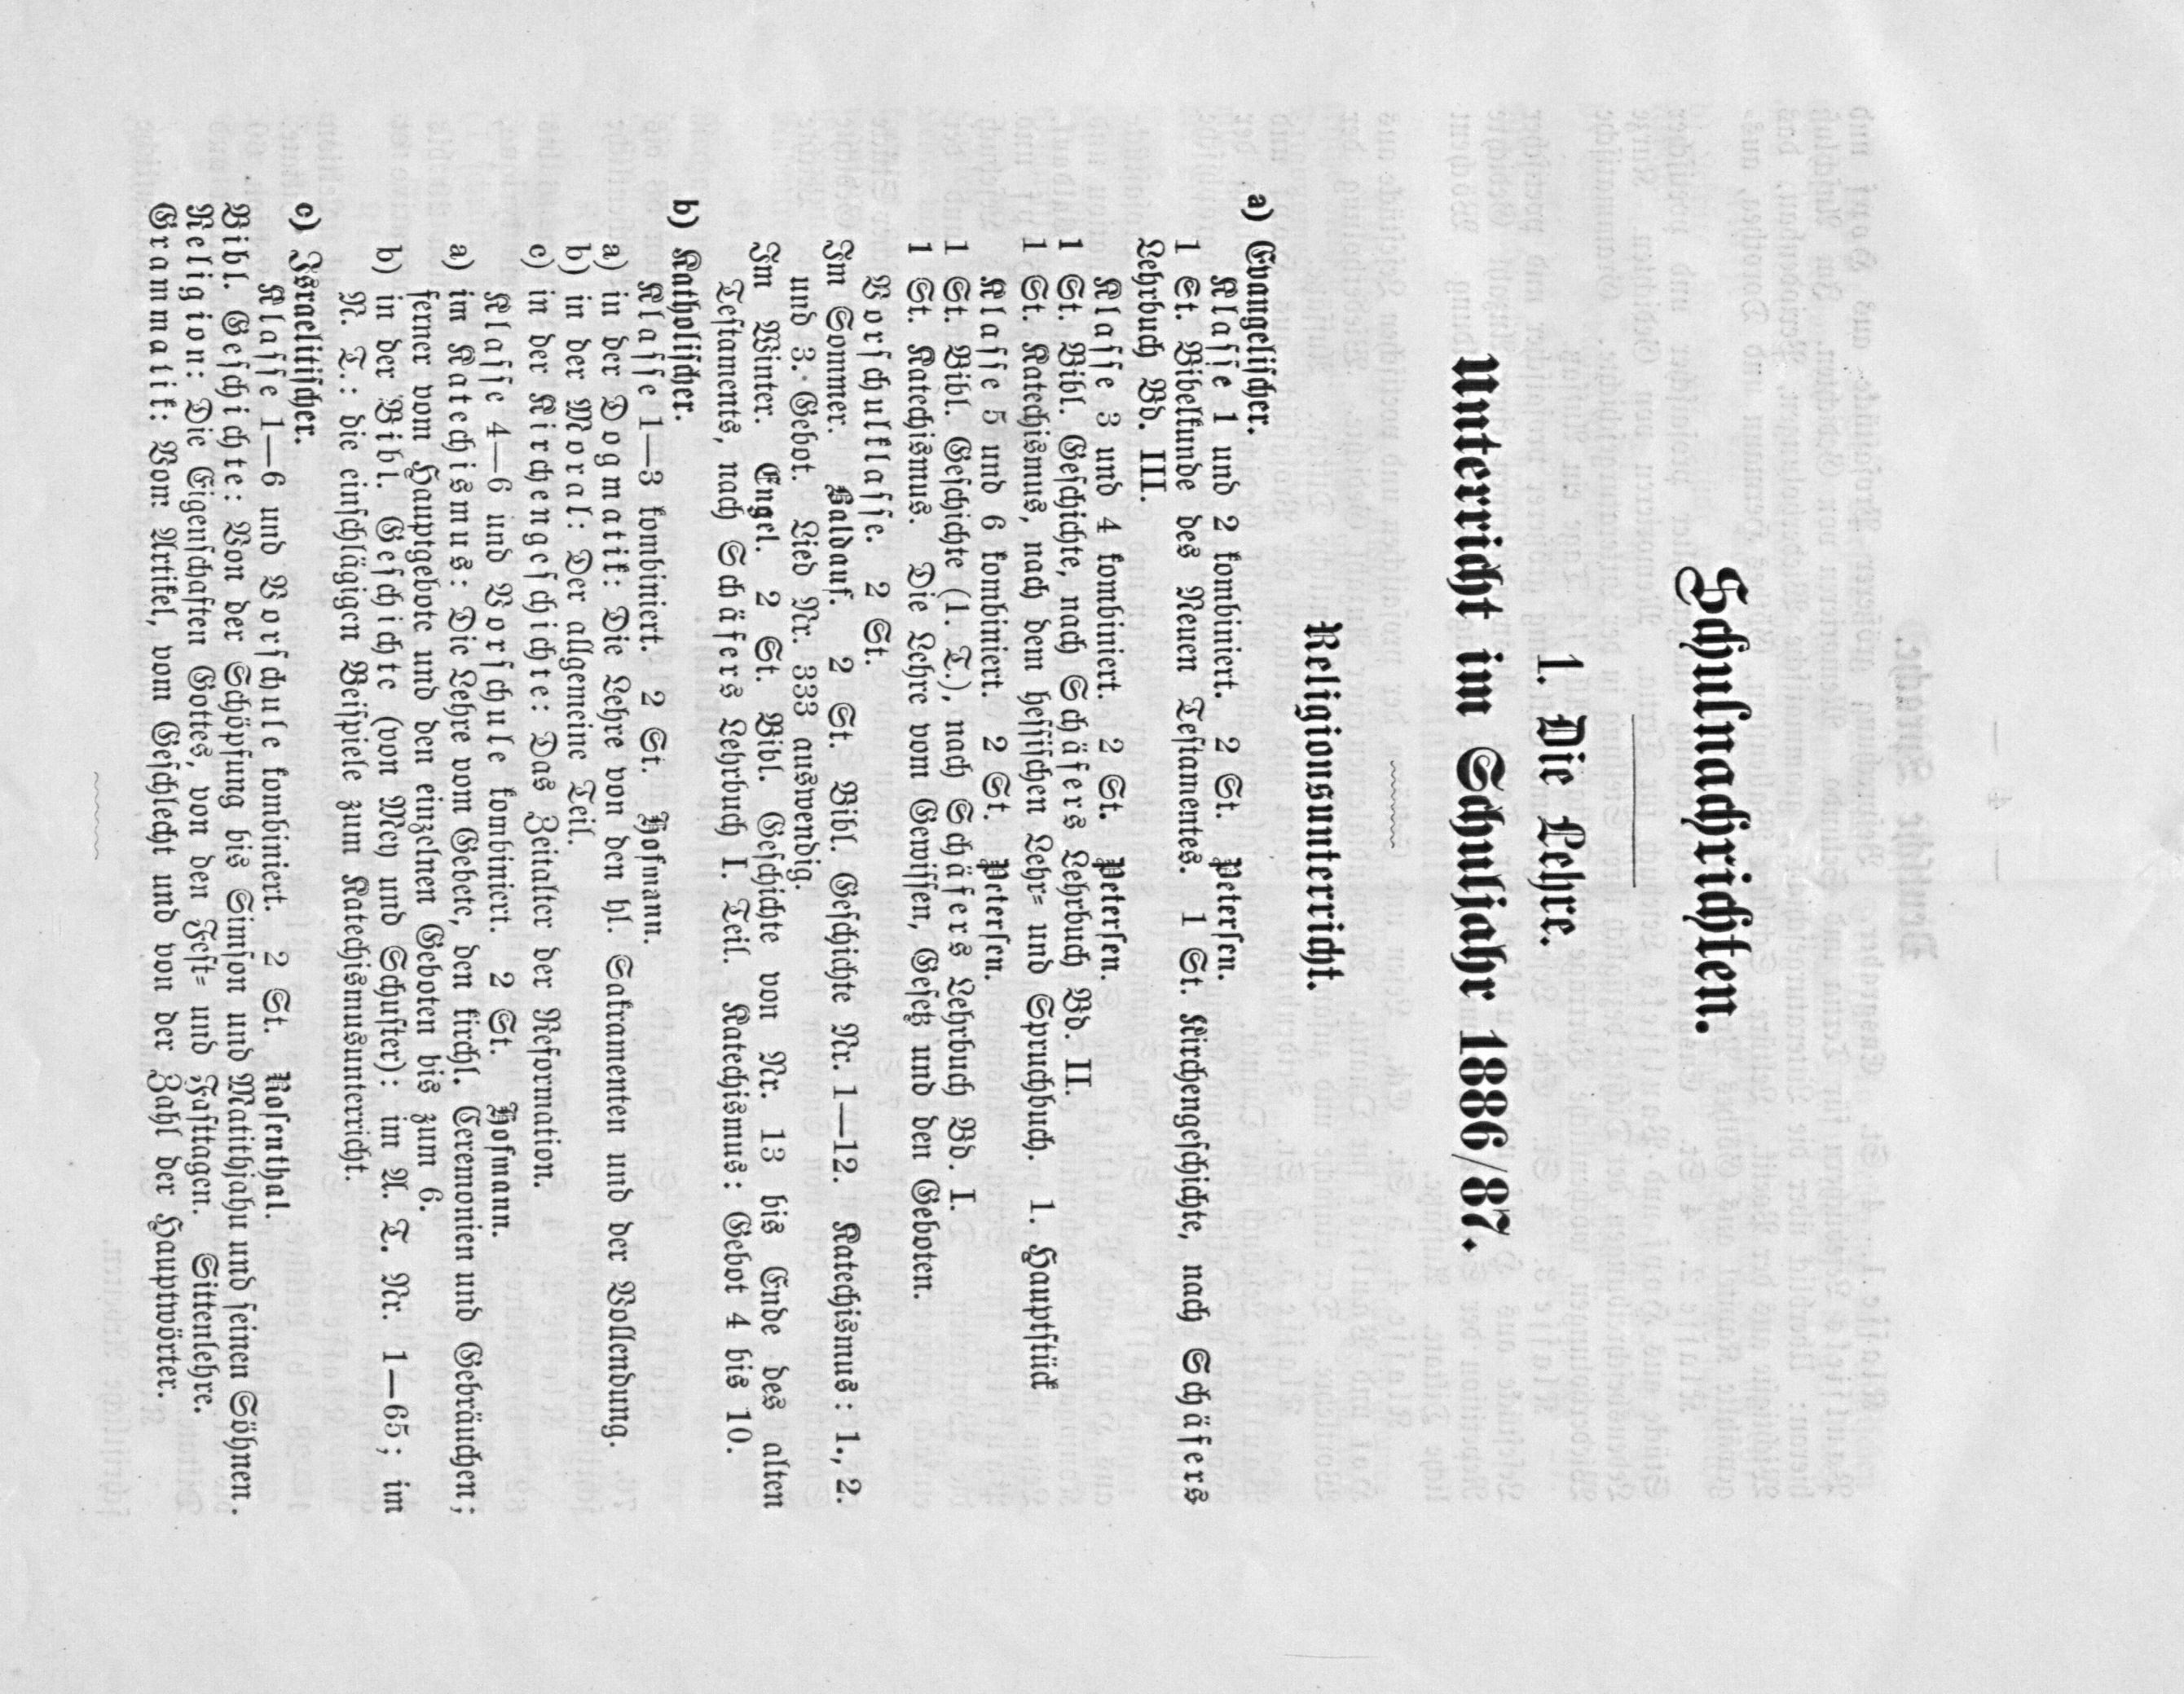 Schulnachrichten.
1. Die Lehre.
Unterricht im Schuljahr 1886/87.
Religionsunterricht.
a) Evangelischer.
Klasse 1 und 2 kombiniert. 2 St. Petersen.
1 St. Bibelkunde des Neuen Testamentes. 1 St. Kirchengeschichte, nach Schäfers
Lehrbuch Bd. III.
Klasse 3 und 4 kombiniert. 2 St. Petersen.
1 St. Bibl. Geschichte, nach Schäfers Lehrbuch Bd. II.
1 St. Katechismus, nach dem hessischen Lehr= und Spruchbuch. 1. Hauptstück
Klasse 5 und 6 kombiniert. 2 St. Petersen.
1 St. Bibl. Geschichte (1. T.), nach Schäfers Lehrbuch Bd. I.
1 St. Katechismus. Die Lehre vom Gewissen, Gesetz und den Geboten.
Vorschulklasse. 2 St.
Im Sommer. Baldauf. 2 St. Bibl. Geschichte Nr. 1—12. Katechismus: 1., 2.
und 3. Gebot. Lied Nr. 333 auswendig.
Im Winter. Engel. 2 St. Bibl. Geschichte von Nr. 13 bis Ende des alten
Testaments, nach Schäfers Lehrbuch I. Teil. Katechismus: Gebot 4 bis 10.
b) Katholischer.
Klasse 1—3 kombiniert. 2 St. Hofmann.
a) in der Dogmatik: Die Lehre von den hl. Sakramenten und der Vollendung.
b) in der Moral: Der allgemeine Teil.
c) in der Kirchengeschichte: Das Zeitalter der Reformation.
Klasse 4—6 und Vorschule kombiniert. 2 St. Hofmann.
a) im Katechismus: Die Lehre vom Gebete, den kirchl. Ceremonien und Gebräuchen;
ferner vom Hauptgebote und den einzelnen Geboten bis zum 6.
b) in der Bibl. Geschichte (von Mey und Schuster): im A. T. Nr. 1—65; im
N. T.: die einschlägigen Beispiele zum Katechismusunterricht.
c) Israelitischer.
Klasse 1—6 und Vorschule kombiniert. 2 St. Rosenthal.
Bibl. Geschichte: Von der Schöpfung bis Simson und Matithjahu und seinen Söhnen.
Religion: Die Eigenschaften Gottes, von den Fest= und Fasttagen. Sittenlehre.
Grammatik: Vom Artikel, vom Geschlecht und von der Zahl der Hauptwörter.